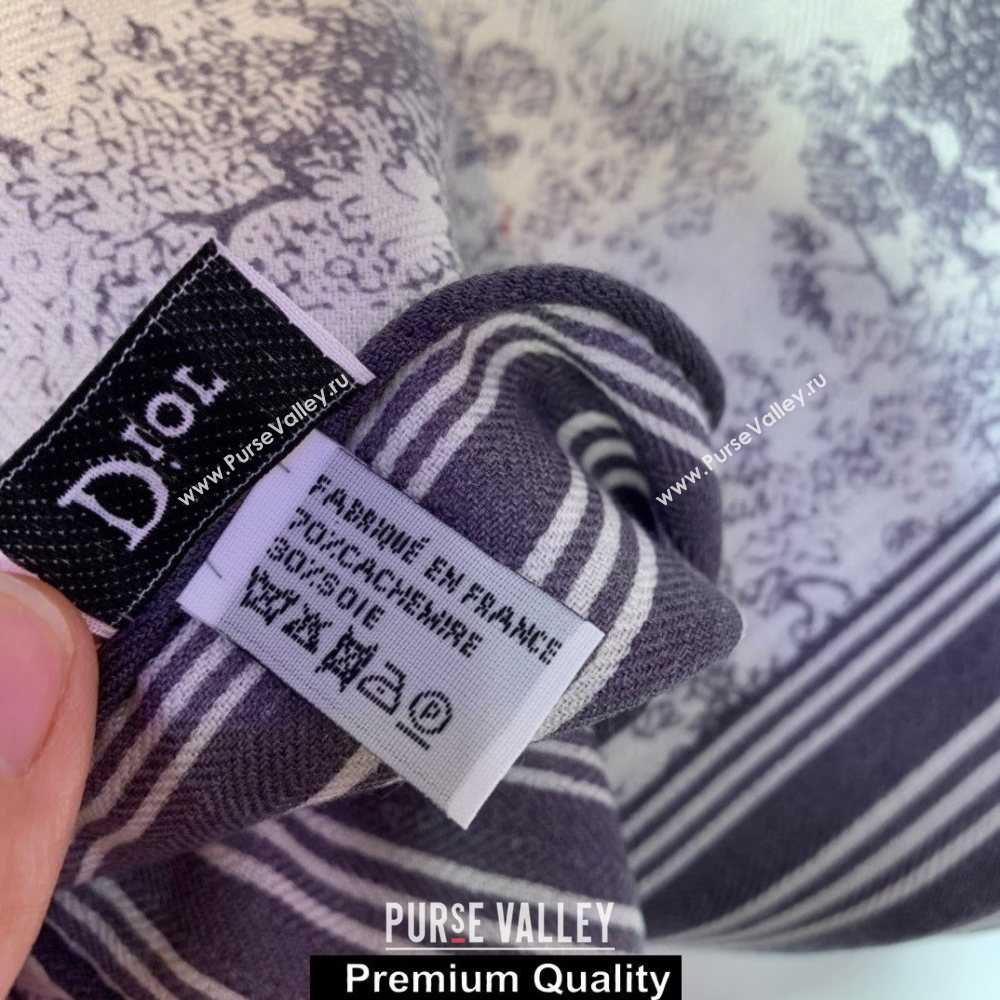 Dior
www.PurseValley.ru
www.PurseValley.ru
FABRIQUÉ EN FRANCE
70%CACHEMIRE
30%SOIE
P
PURSE VALLEY
Premium Quality